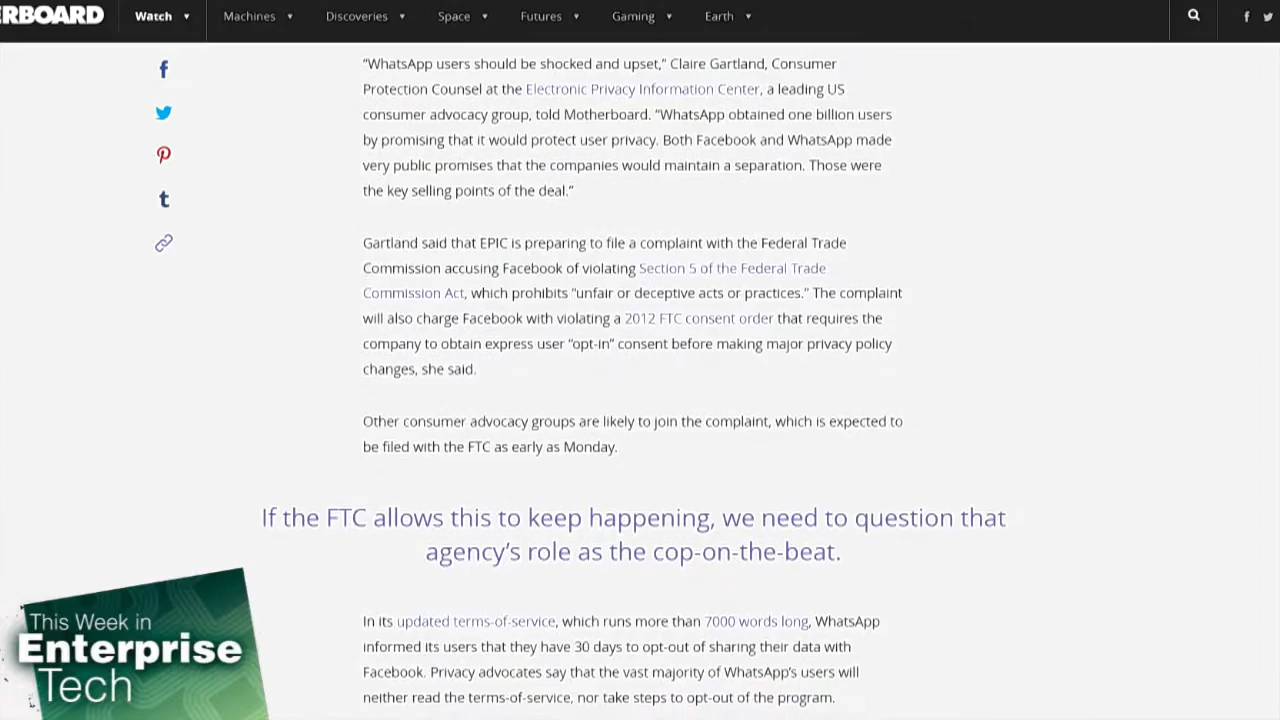 ERBOARD
Watch Machines Discoveries Space Futures Gaming Earth
“WhatsApp users should be shocked and upset,” Claire Gartland, Consumer
Protection Counsel at the Electronic Privacy Information Center, a leading US
consumer advocacy group, told Motherboard. “WhatsApp obtained one billion users
by promising that it would protect user privacy. Both Facebook and WhatsApp made
very public promises that the companies would maintain a separation. Those were
the key selling points of the deal.”
Gartland said that EPIC is preparing to file a complaint with the Federal Trade
Commission accusing Facebook of violating Section 5 of the Federal Trade
Commission Act, which prohibits “unfair or deceptive acts or practices.” The complaint
will also charge Facebook with violating a 2012 FTC consent order that requires the
company to obtain express user “opt-in” consent before making major privacy policy
changes, she said.
Other consumer advocacy groups are likely to join the complaint, which is expected to
be filed with the FTC as early as Monday.
If the FTC allows this to keep happening, we need to question that
agency’s role as the cop-on-the-beat.
In its updated terms-of-service, which runs more than 7000 words long, WhatsApp
informed its users that they have 30 days to opt-out of sharing their data with
Facebook. Privacy advocates say that the vast majority of WhatsApp’s users will
neither read the terms-of-service, nor take steps to opt-out of the program.
This Week in
Enterprise
Tech